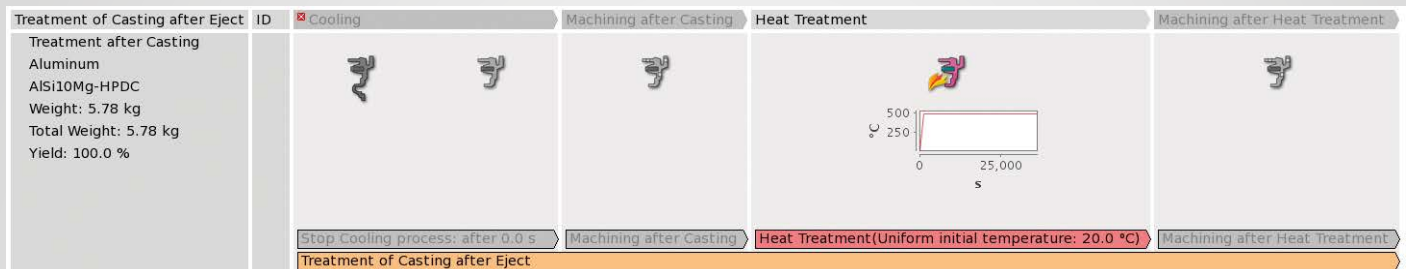 Treatment of Casting after Eject
ID
Cooling
Machining after Casting
Heat Treatment
Machining after Heat Treatment
Treatment after Casting
Aluminum
AlSi10Mg-HPDC
Weight: 5.78 kg
Total Weight: 5.78 kg
Yield: 100.0 %
°C
500
250
0
25,000
s
Stop Cooling process: after 0.0 s
Machining after Casting
Heat Treatment(Uniform initial temperature: 20.0 °C)
Machining after Heat Treatment
Treatment of Casting after Eject